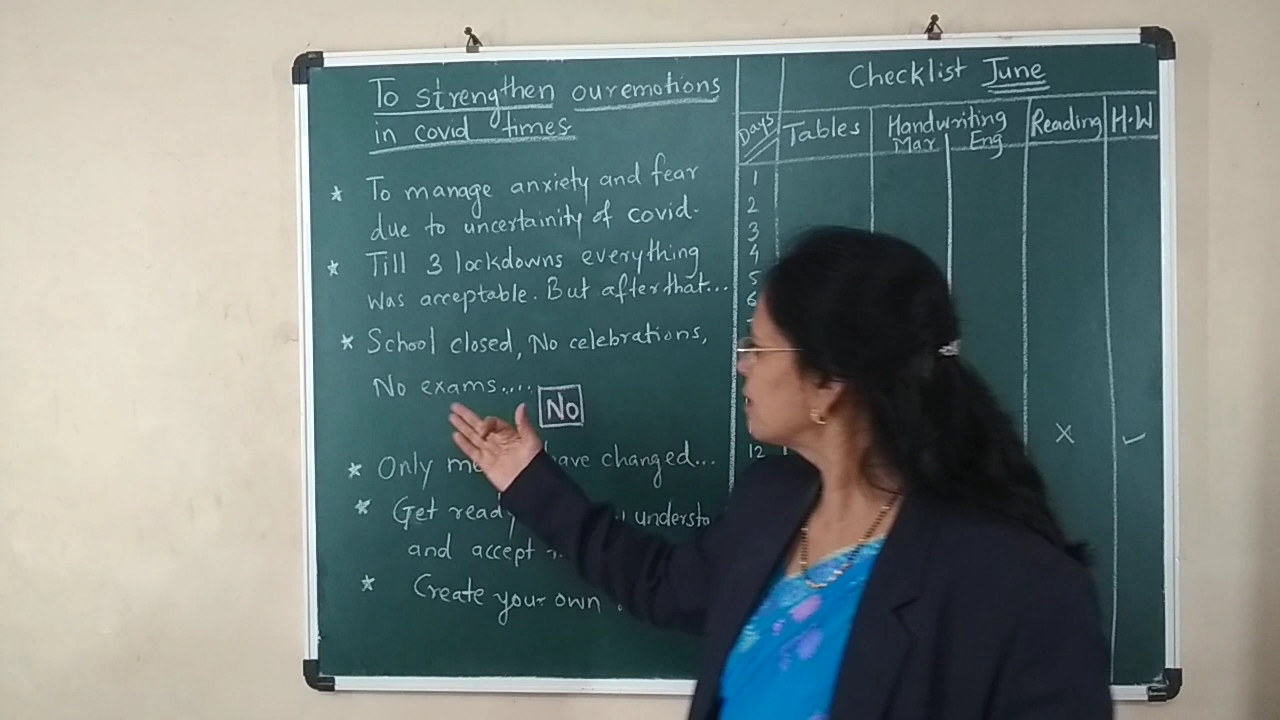 To strengthen our emotions
in covid times
* To manage anxiety and fear
due to uncertainity of covid.
* Till 3 lockdowns everything
was acceptable. But after that...
* School closed, No celebrations,
No exams.....
No
* Only have changed...
* Get ready
and accept
* Create your own
Checklist June
Days Tables Handwriting Reading H.W
Mar Eng
1
2
3
4
5
6
12 X ✓